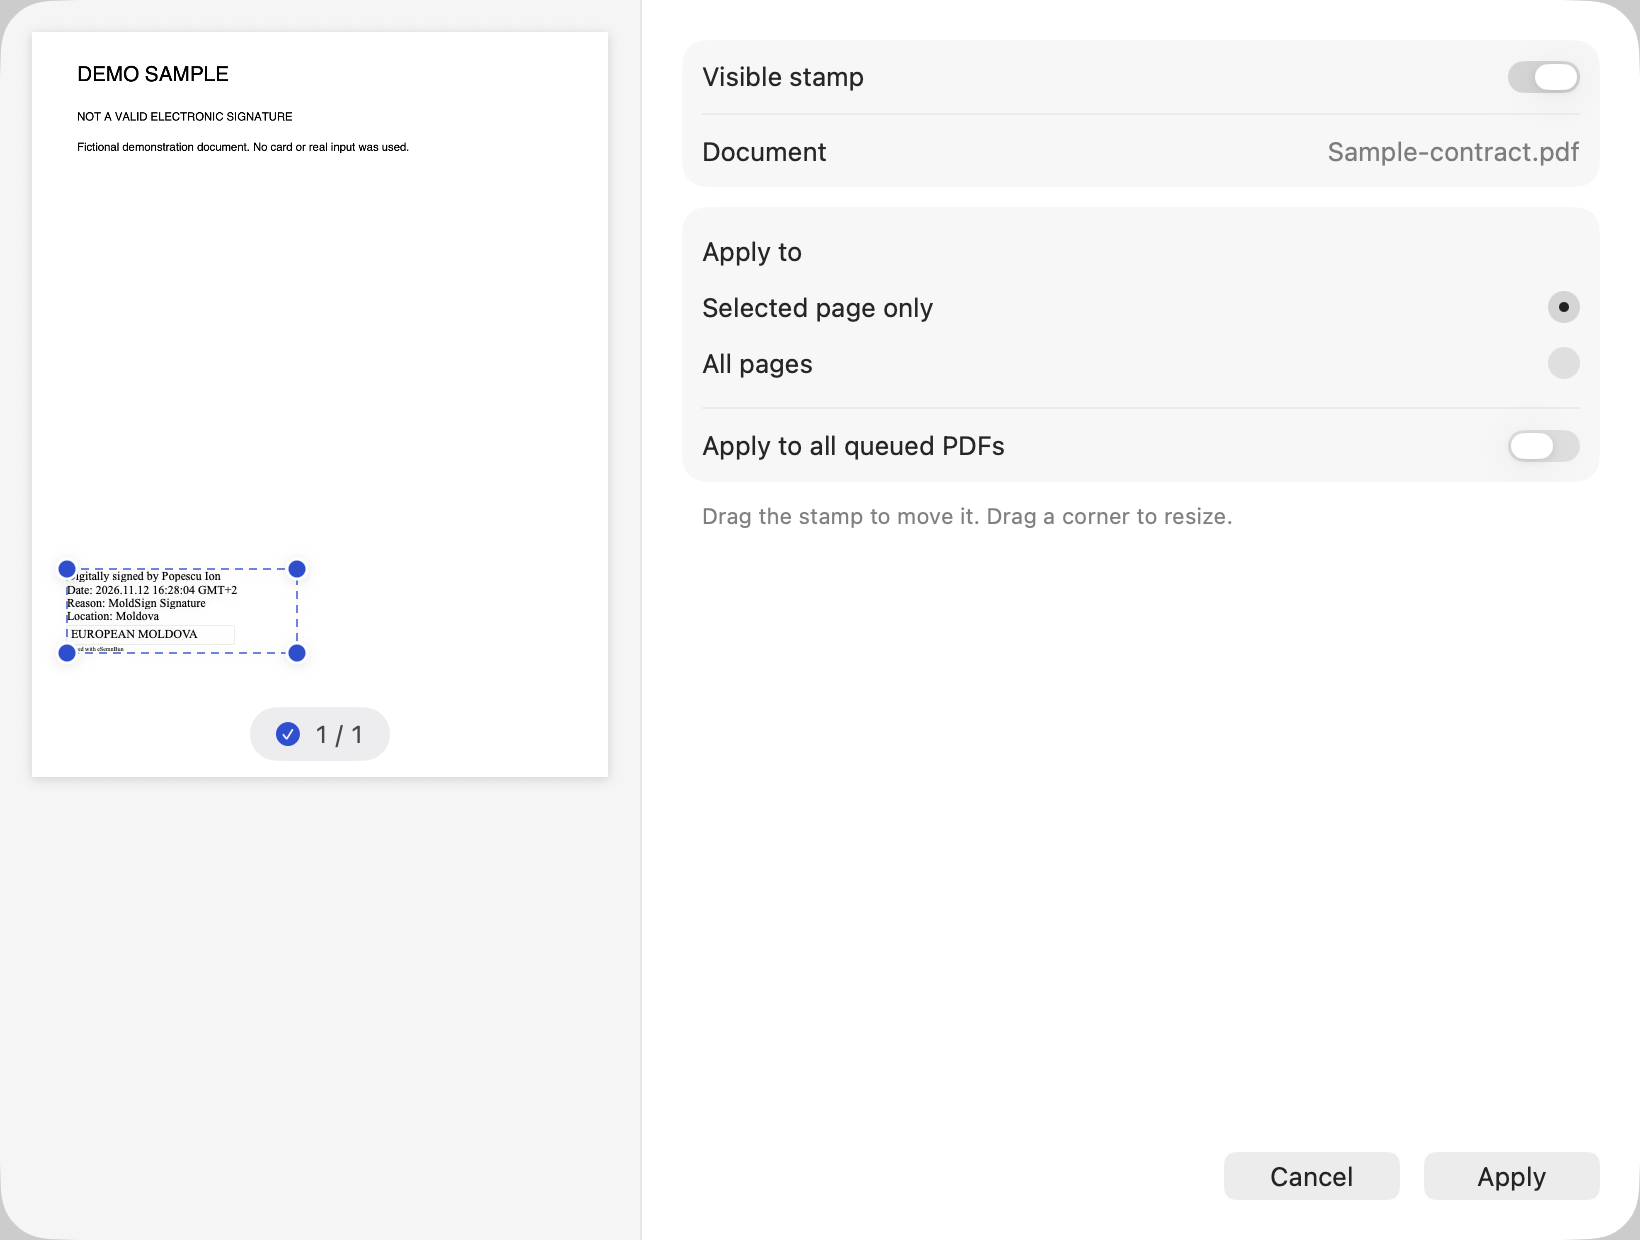 DEMO SAMPLE
NOT A VALID ELECTRONIC SIGNATURE
Fictional demonstration document. No card or real input was used.
signed by Popescu Ion
Date: 2026.11.12 16:28:04 GMT+2
Reason: MoldSign Signature
Location: Moldova
EUROPEAN MOLDOVA
with
1 / 1
Visible stamp
Document Sample-contract.pdf
Apply to
Selected page only
All pages
Apply to all queued PDFs
Drag the stamp to move it. Drag a corner to resize.
Cancel Apply